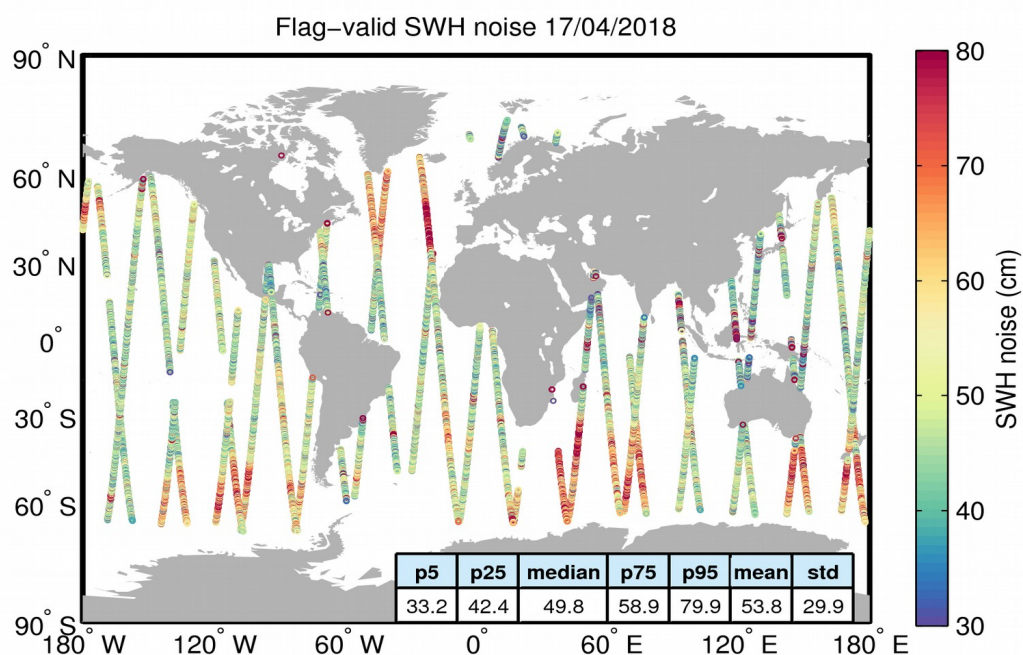 Flag−valid SWH noise 17/04/2018
90° N
60° N
30° N
0°
30° S
60° S
90° S
180° W
120° W
60° W
0°
60° E
120° E
180° E
80
70
60
50
40
30
SWH noise (cm)
p5 p25 median p75 p95 mean std
33.2 42.4 49.8 58.9 79.9 53.8 29.9